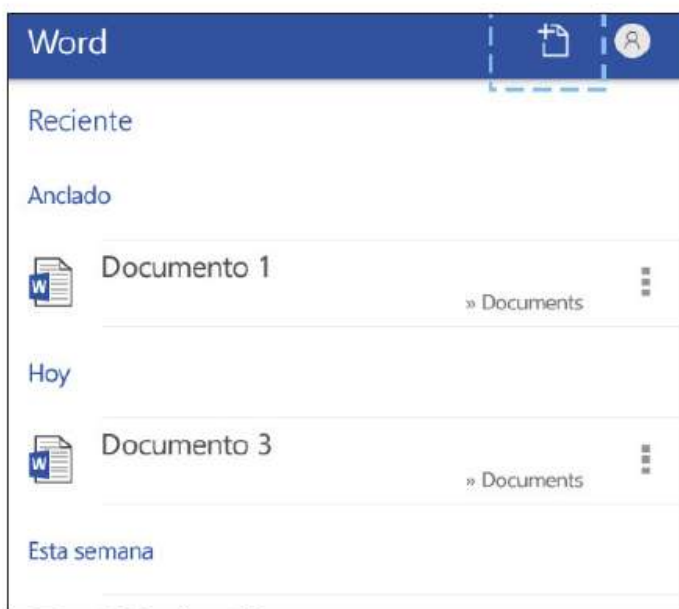 Word
Reciente
Anclado
Documento 1
» Documents
Hoy
Documento 3
» Documents
Esta semana